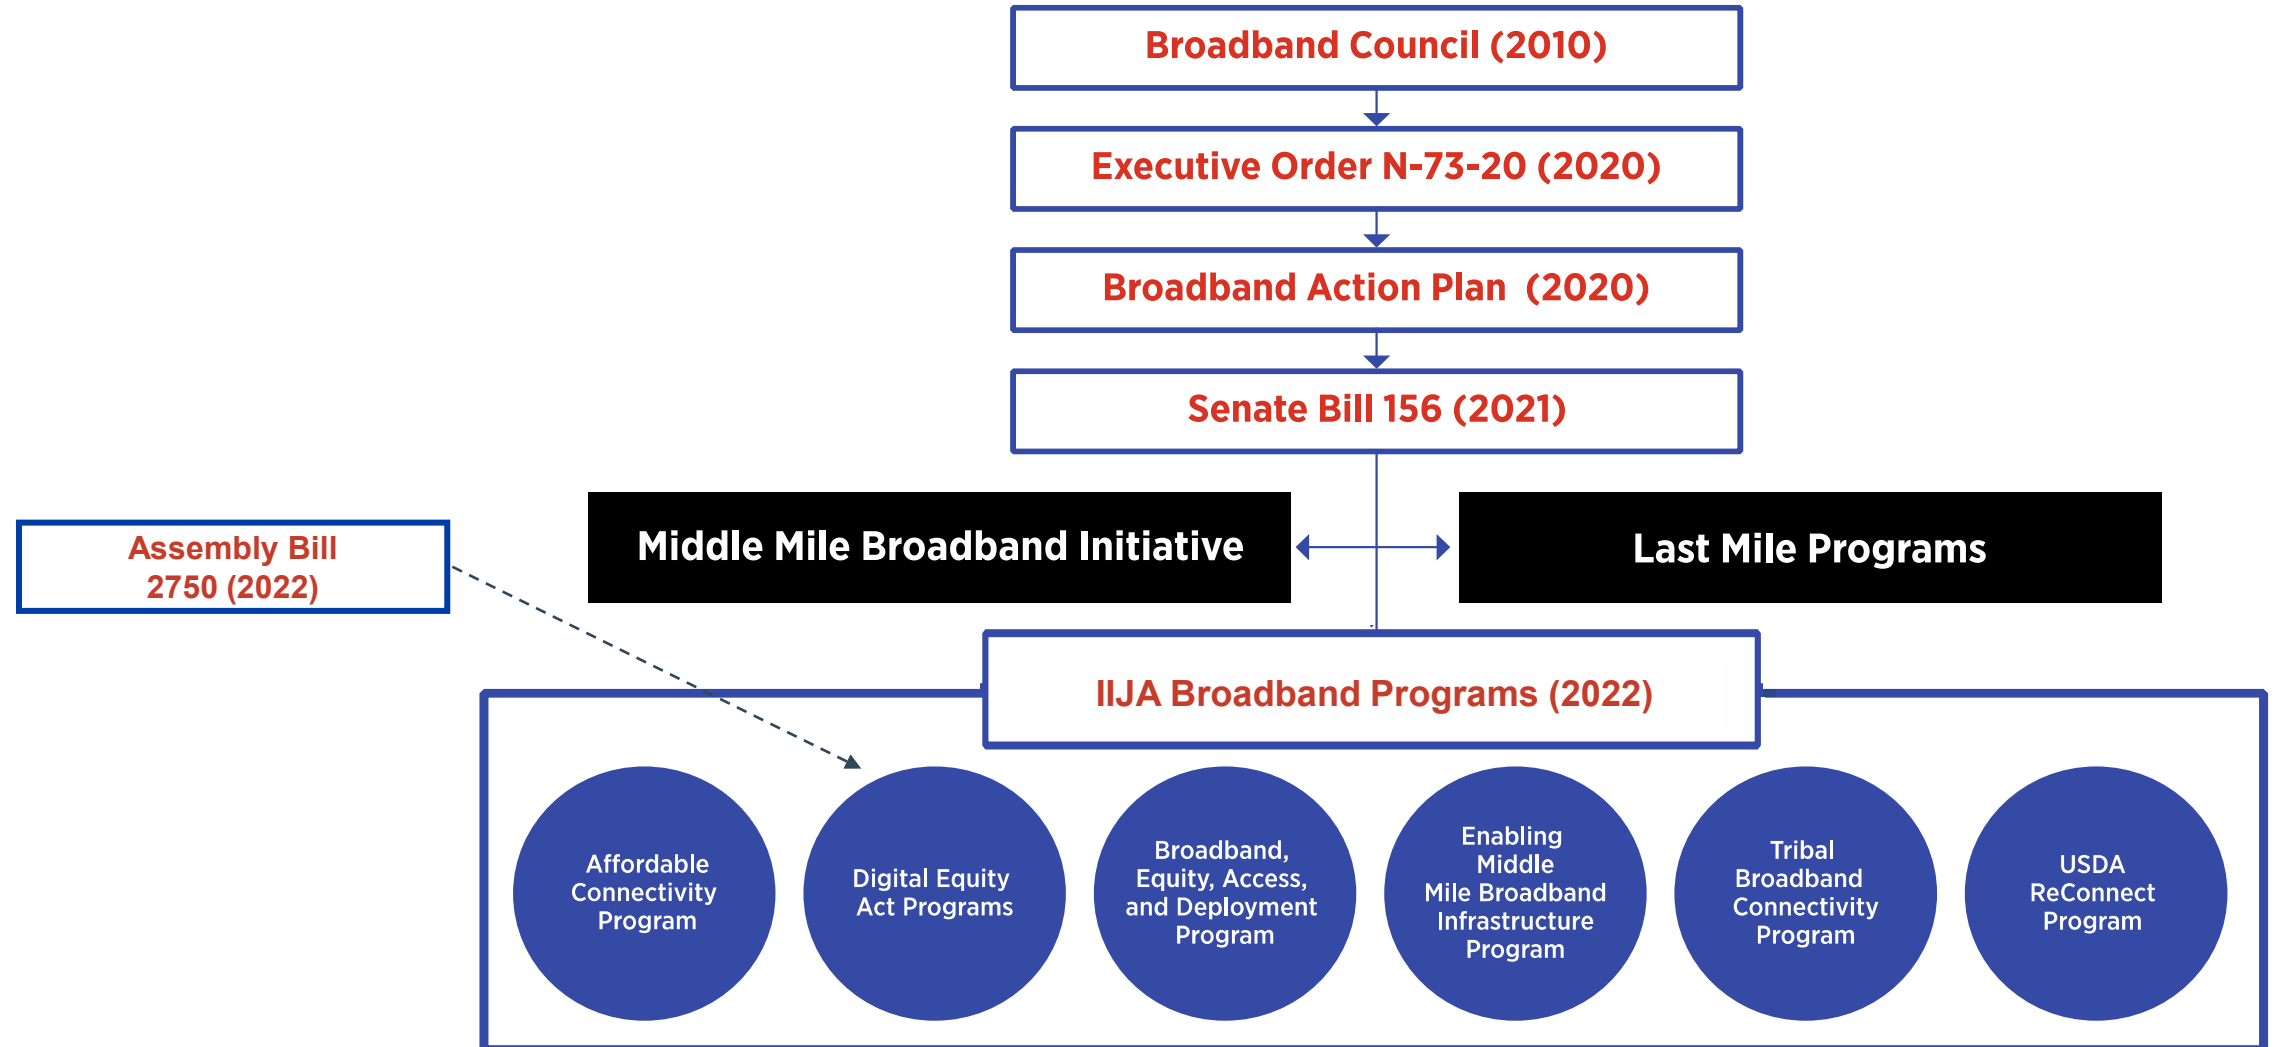 Broadband Council (2010)
Executive Order N-73-20 (2020)
Broadband Action Plan (2020)
Senate Bill 156 (2021)
Middle Mile Broadband Initiative
Last Mile Programs
Assembly Bill
2750 (2022)
IIJA Broadband Programs (2022)
Affordable
Connectivity
Program
Digital Equity
Act Programs
Broadband,
Equity, Access,
and Deployment
Program
Enabling
Middle
Mile Broadband
Infrastructure
Program
Tribal
Broadband
Connectivity
Program
USDA
ReConnect
Program